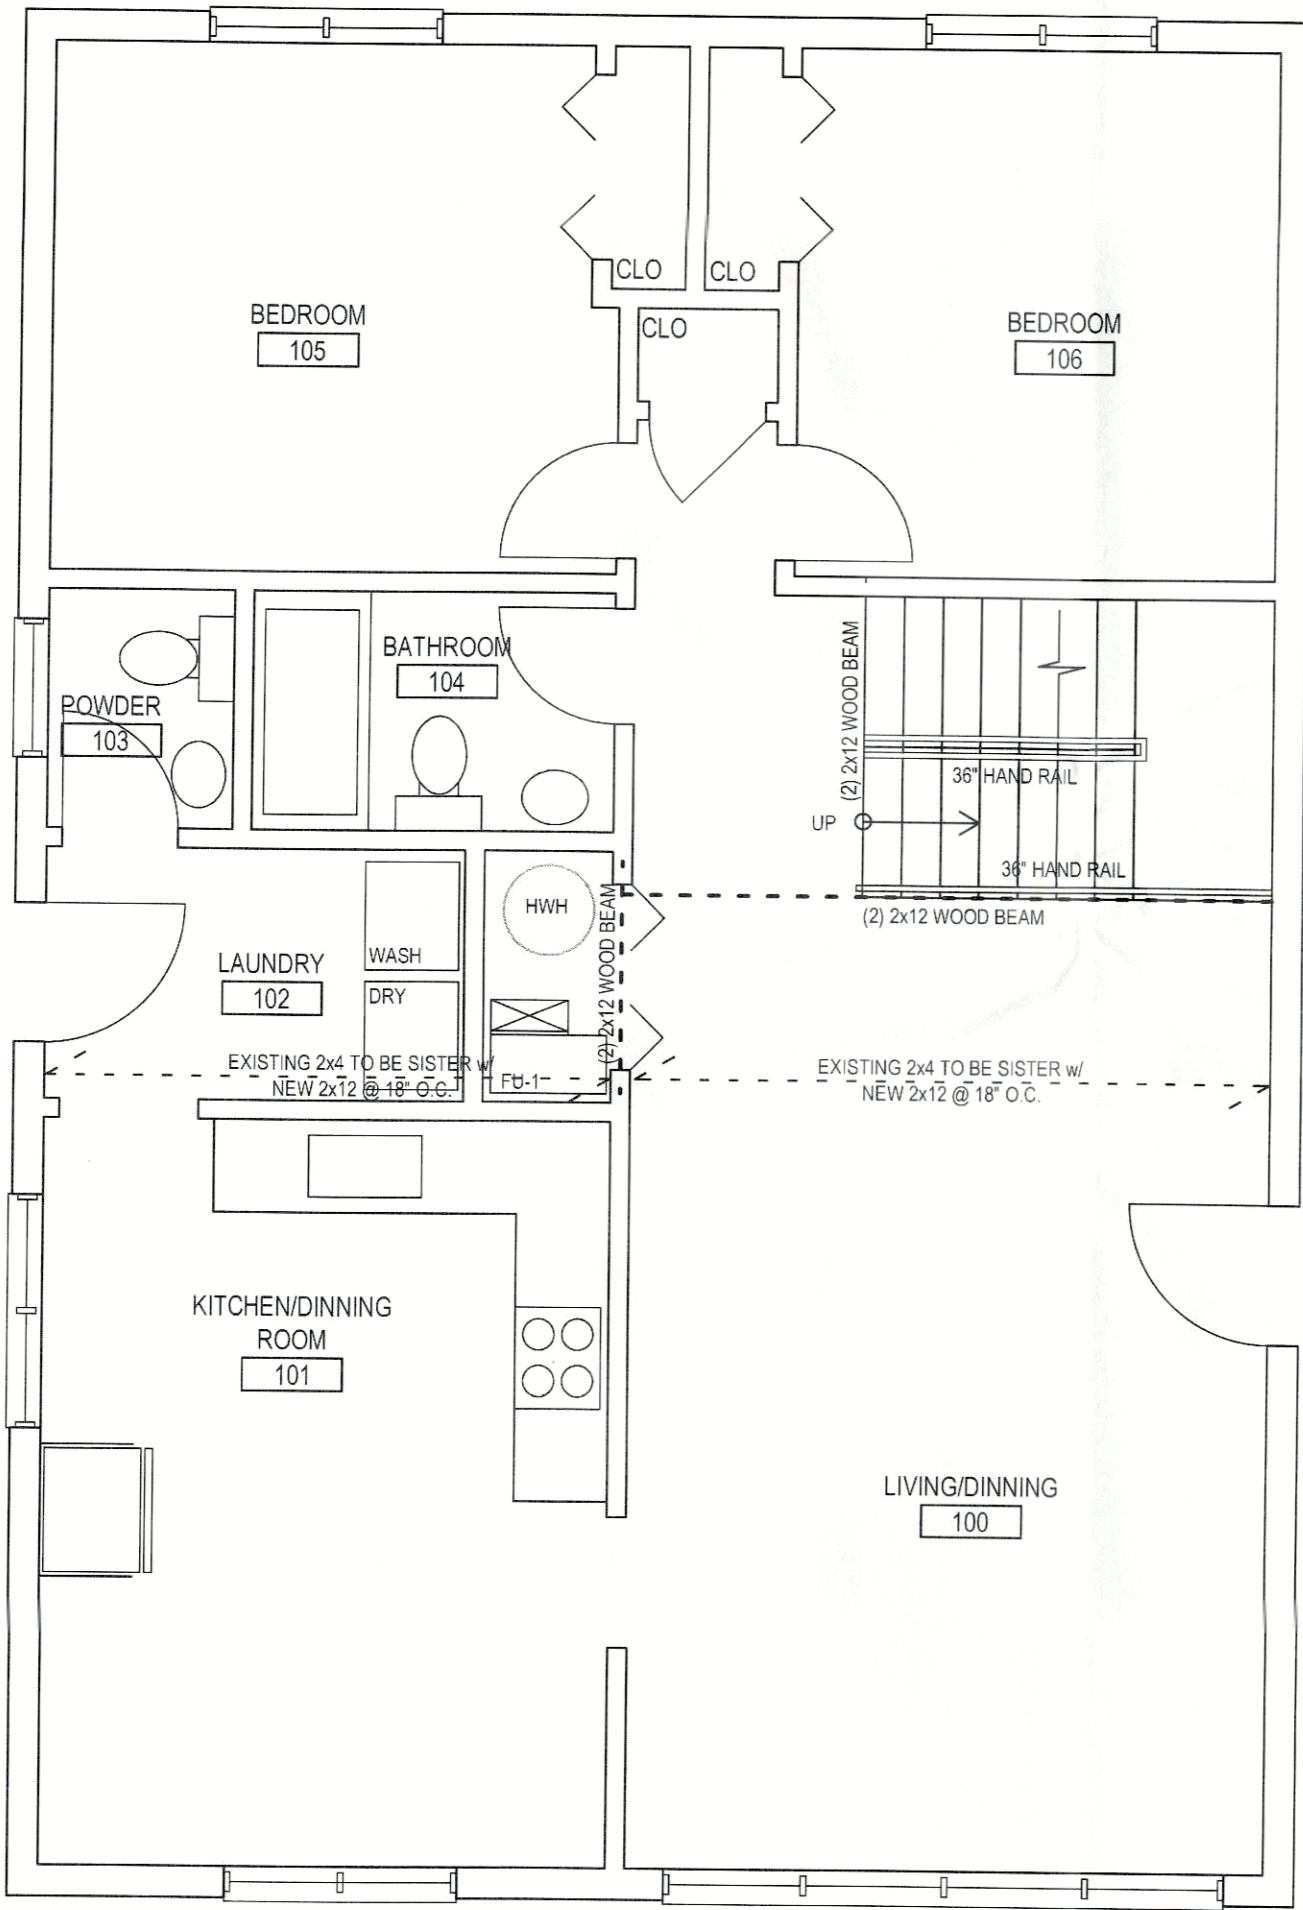 CLO
CLO
BEDROOM
105
CLO
BEDROOM
106
BATHROOM
104
POWDER
103
(2) 2x12 WOOD BEAM
36" HAND RAIL
UP
36" HAND RAIL
(2) 2x12 WOOD BEAM
HWH
(2) 2x12 WOOD BEAM
WASH
LAUNDRY
102
DRY
EXISTING 2x4 TO BE SISTER w/
NEW 2x12 @ 18" O.C.
FU-1
EXISTING 2x4 TO BE SISTER w/
NEW 2x12 @ 18" O.C.
KITCHEN/DINNING
ROOM
101
LIVING/DINNING
100